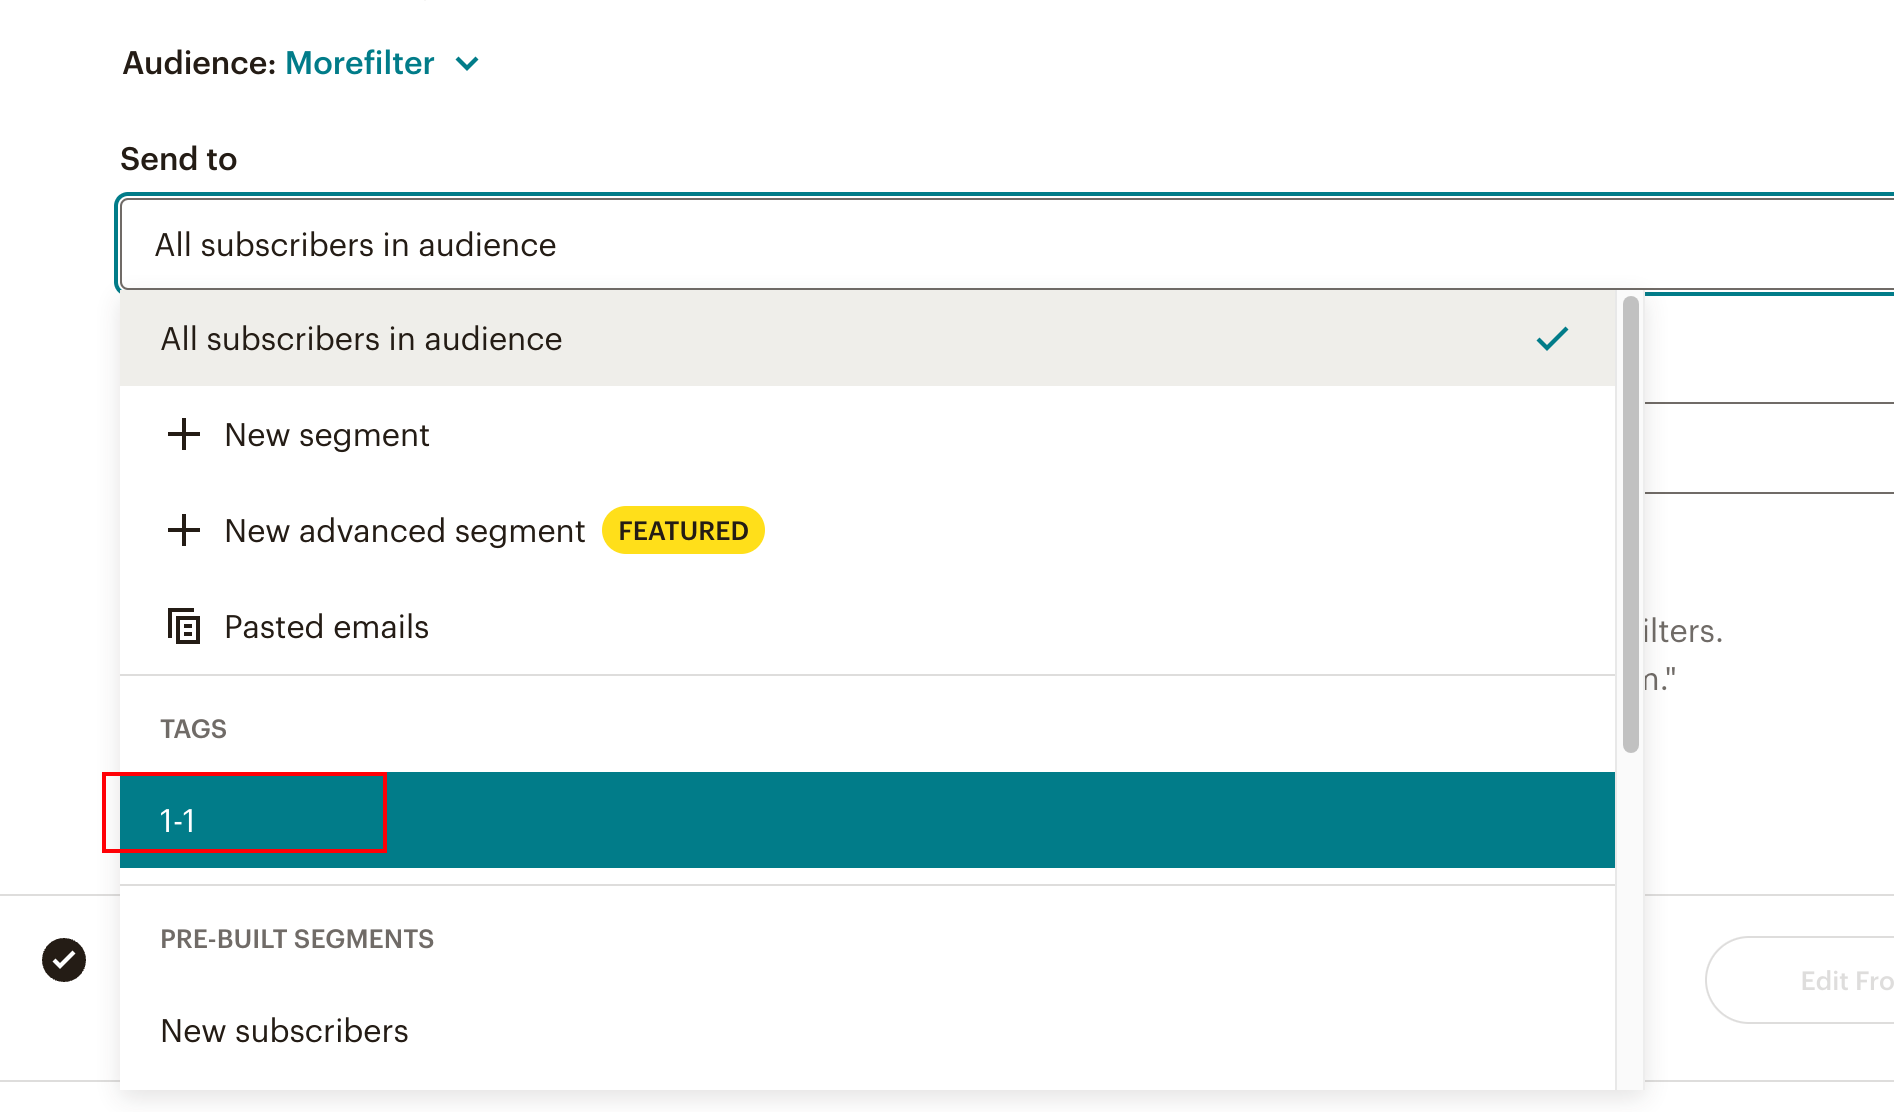 Audience: Morefilter
Send to
All subscribers in audience
All subscribers in audience
New segment
New advanced segment FEATURED
Pasted emails
ilters.
."
TAGS
1-1
PRE-BUILT SEGMENTS
Edit Fro
New subscribers